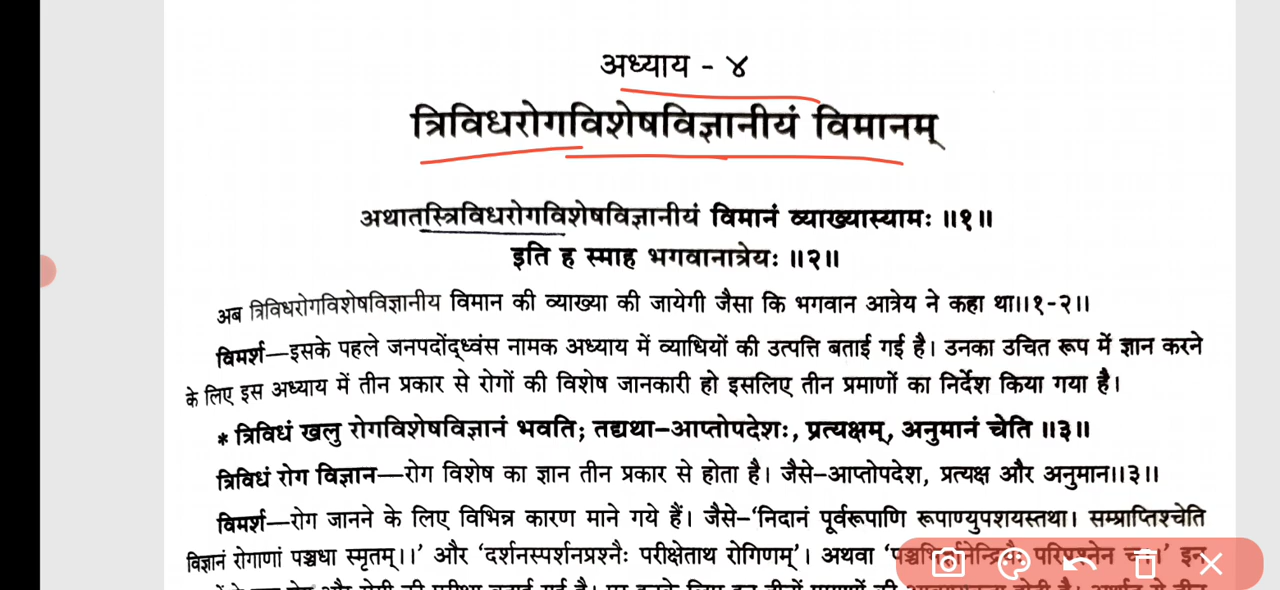 अध्याय - ४
त्रिविधरोगविशेषविज्ञानीयं विमानम्
अथातस्त्रिविधरोगविशेषविज्ञानीयं विमानं व्याख्यास्यामः ॥१॥
इति ह स्माह भगवानात्रेयः ॥२॥
अब त्रिविधरोगविशेषविज्ञानीय विमान की व्याख्या की जायेगी जैसा कि भगवान आत्रेय ने कहा था।।१-२।।
विमर्श—इसके पहले जनपदोंद्ध्वंस नामक अध्याय में व्याधियों की उत्पत्ति बताई गई है। उनका उचित रूप में ज्ञान करने
के लिए इस अध्याय में तीन प्रकार से रोगों की विशेष जानकारी हो इसलिए तीन प्रमाणों का निर्देश किया गया है।
* त्रिविधं खलु रोगविशेषविज्ञानं भवति; तद्यथा–आप्तोपदेशः, प्रत्यक्षम्, अनुमानं चेति ॥३॥
त्रिविधं रोग विज्ञान—रोग विशेष का ज्ञान तीन प्रकार से होता है। जैसे–आप्तोपदेश, प्रत्यक्ष और अनुमान।।३।।
विमर्श—रोग जानने के लिए विभिन्न कारण माने गये हैं। जैसे–‘निदानं पूर्वरूपाणि रूपाण्युपशयस्तथा। सम्प्राप्तिश्चेति
विज्ञानं रोगाणां पञ्चधा स्मृतम्।।’ और ‘दर्शनस्पर्शनप्रश्नैः परीक्षेताथ रोगिणम्’। अथवा इन